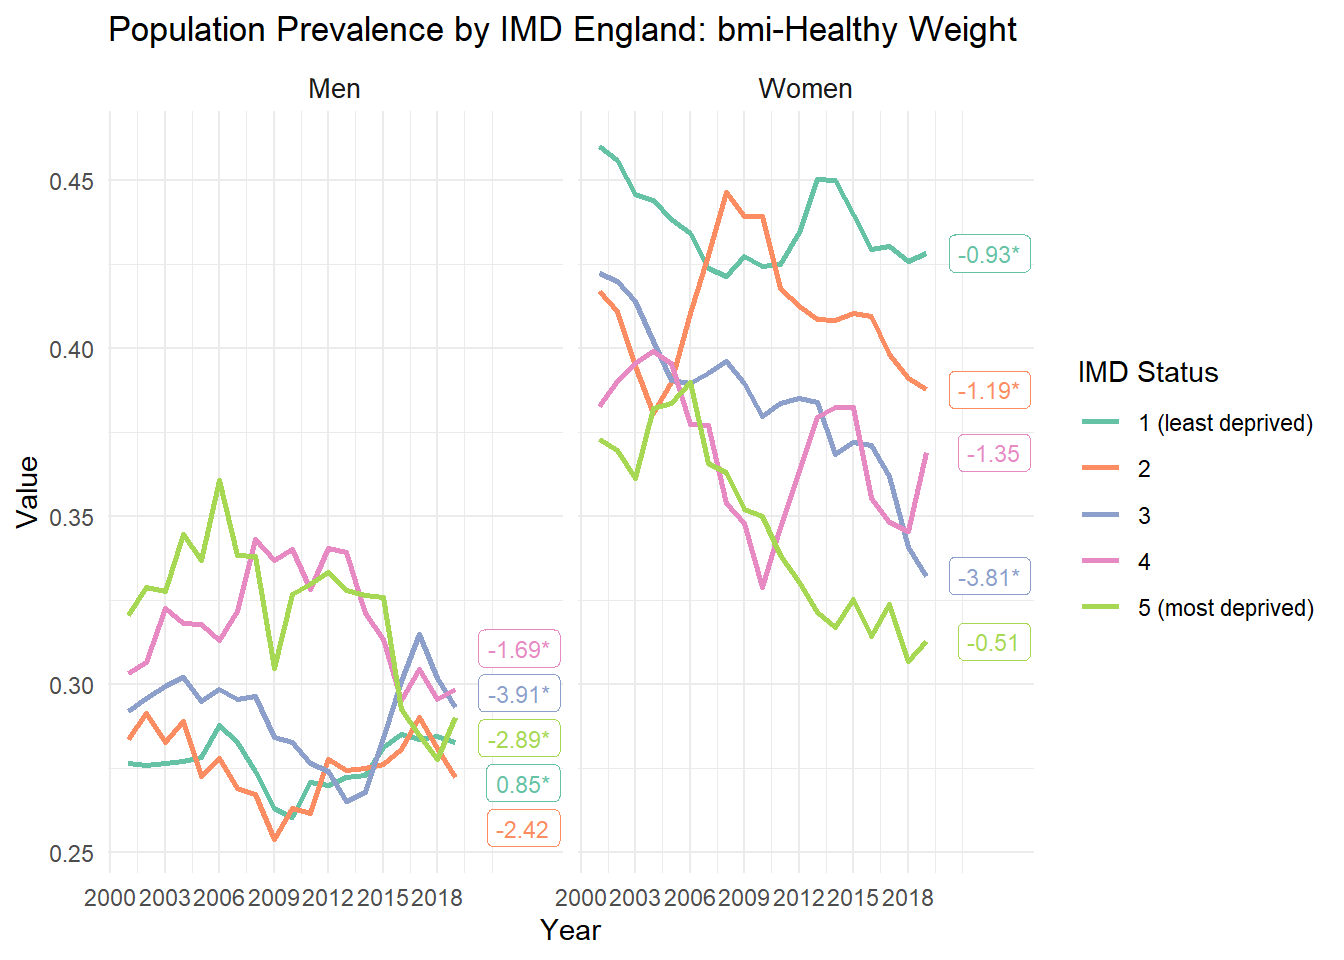 Population Prevalence by IMD England: bmi-Healthy Weight
Men
Women
0.45
0.40
0.35
0.30
0.25
Value
-1.69*
-3.91*
-2.89*
0.85*
-2.42
-0.93*
-1.19*
-1.35
-3.81*
-0.51
2000 2003 2006 2009 2012 2015 2018
2000 2003 2006 2009 2012 2015 2018
Year
IMD Status
1 (least deprived)
2
3
4
5 (most deprived)